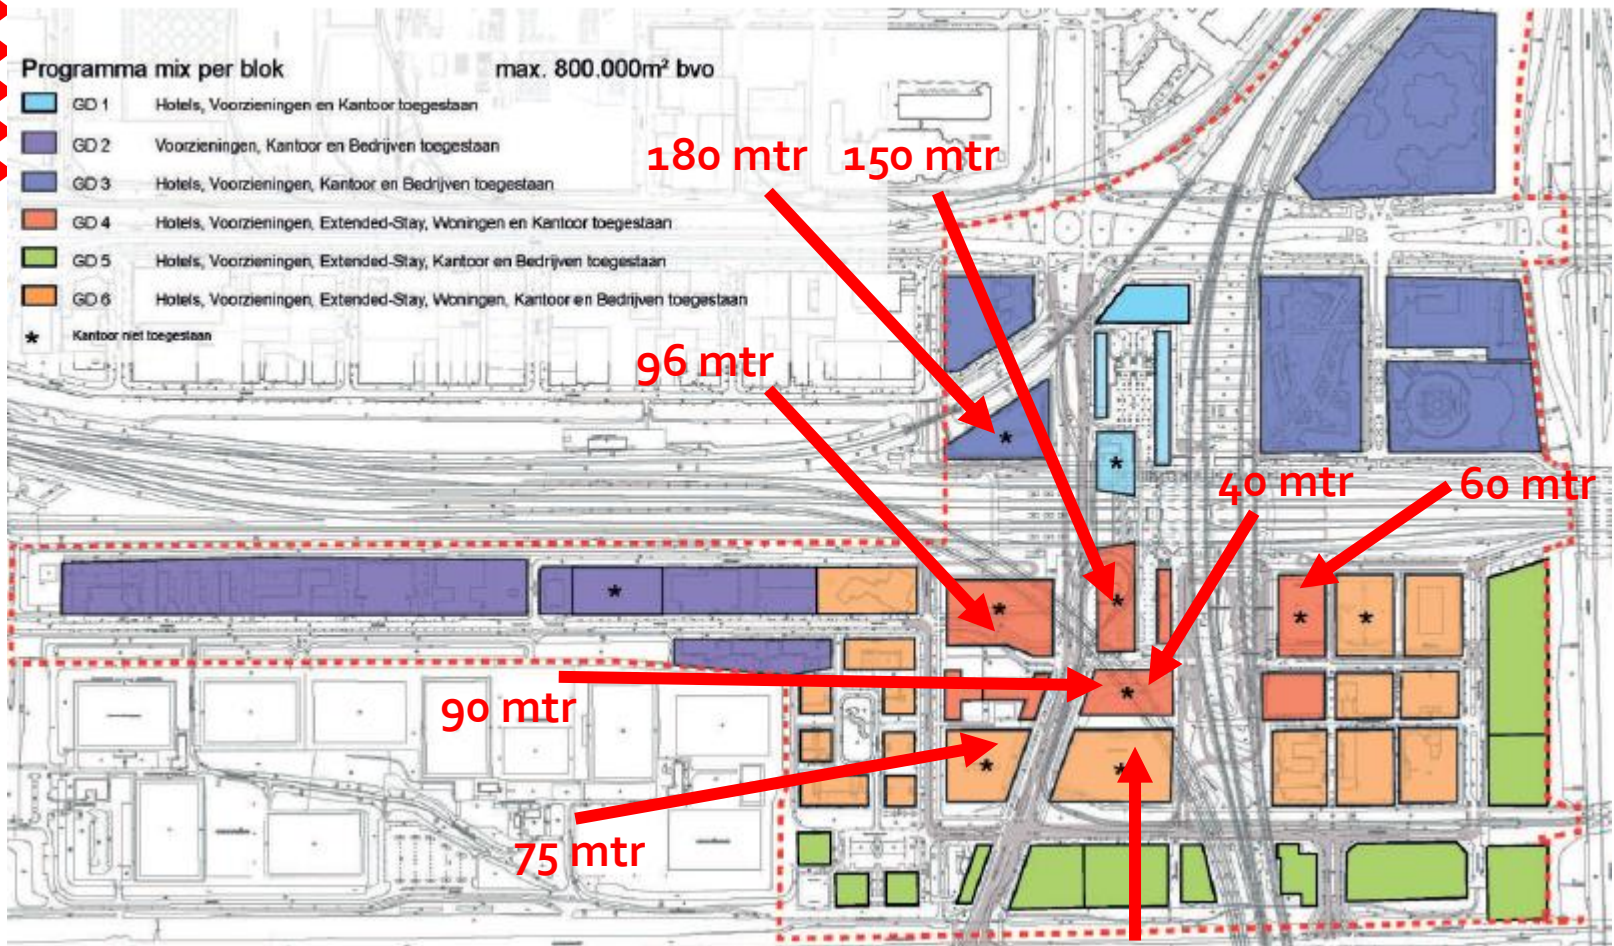 Programma mix per blok max. 800.000m² bvo
GD 1 Hotels, Voorzieningen en Kantoor toegestaan
GD 2 Voorzieningen, Kantoor en Bedrijven toegestaan
GD 3 Hotels, Voorzieningen, Kantoor en Bedrijven toegestaan
GD 4 Hotels, Voorzieningen, Extended-Stay, Woningen en Kantoor toegestaan
GD 5 Hotels, Voorzieningen, Extended-Stay, Kantoor en Bedrijven toegestaan
GD 6 Hotels, Voorzieningen, Extended-Stay, Woningen, Kantoor en Bedrijven toegestaan
* Kantoor niet toegestaan
180 mtr 150 mtr
96 mtr
40 mtr 60 mtr
90 mtr
75 mtr